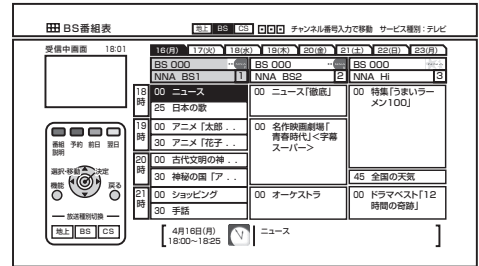 BS番組表
地上 BS CS チャンネル番号入力で移動 サービス種別：テレビ
受信中画面 18:01
16(月) 17(火) 18(水) 19(木) 20(金) 21(土) 22(日) 23(月)
BS 000 BS 000 BS 000
NNA BS1 1 NNA BS2 2 NNA Hi 3
18時
00 ニュース
25 日本の歌
00 ニュース「徹底」
00 特集「うまいラーメン100」
19時
00 アニメ「太郎 . .
30 アニメ「花子 . .
00 名作映画劇場「
青春時代」<字幕
スーパー>
20時
00 古代文明の神 . .
30 神秘の国「ア . .
45 全国の天気
21時
00 ショッピング
30 手話
00 オーケストラ
00 ドラマベスト「12
時間の奇跡」
番組説明 予約 前日 翌日
選択・移動 決定
機能 戻る
放送種別切換
地上 BS CS
4月16日(月)
18:00～18:25
ニュース